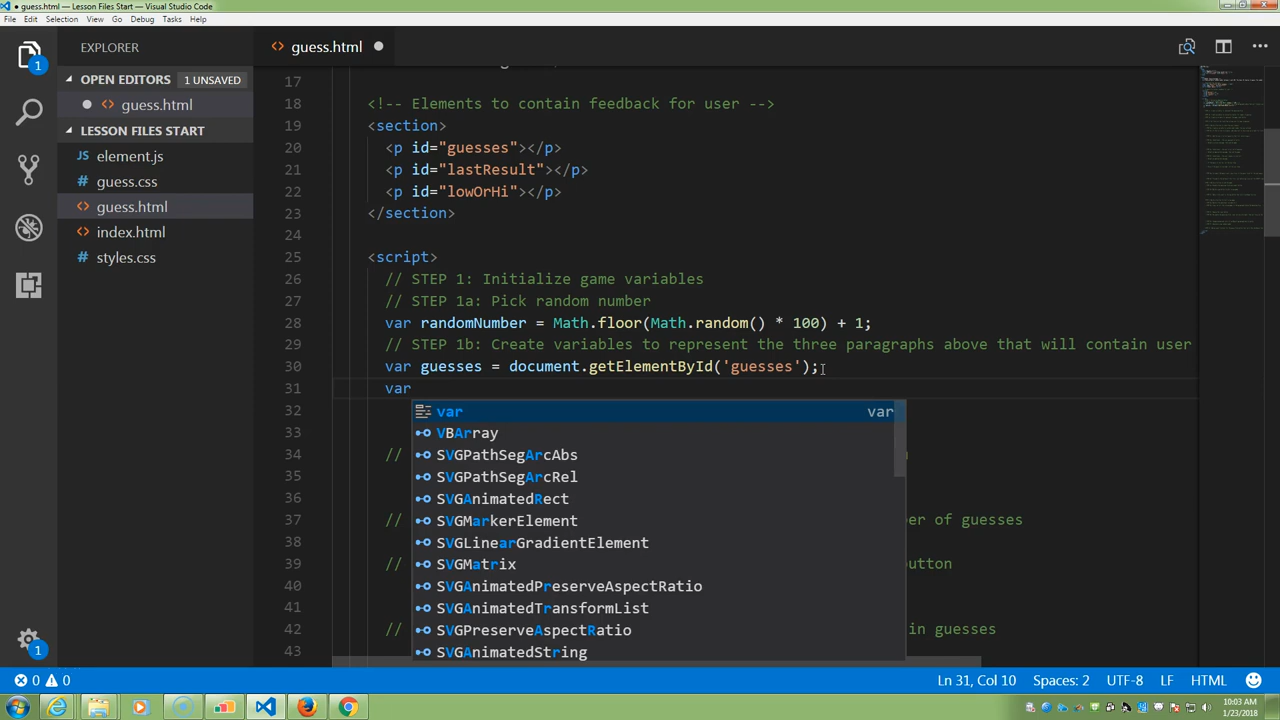 ● guess.html — Lesson Files Start — Visual Studio Code
File Edit Selection View Go Debug Tasks Help
EXPLORER
OPEN EDITORS 1 UNSAVED
<> guess.html
LESSON FILES START
JS element.js
# guess.css
<> guess.html
<> index.html
# styles.css
1
1
<> guess.html ●
17
18 <!-- Elements to contain feedback for user -->
19 <section>
20 <p id="guesses"></p>
21 <p id="lastResult"></p>
22 <p id="lowOrHi"></p>
23 </section>
24
25 <script>
26 // STEP 1: Initialize game variables
27 // STEP 1a: Pick random number
28 var randomNumber = Math.floor(Math.random() * 100) + 1;
29 // STEP 1b: Create variables to represent the three paragraphs above that will contain user
30 var guesses = document.getElementById('guesses');
31 var
32
33
34 //
35
36
37 // er of guesses
38
39 // button
40
41
42 // in guesses
43
var var
VBArray
SVGPathSegArcAbs
SVGPathSegArcRel
SVGAnimatedRect
SVGMarkerElement
SVGLinearGradientElement
SVGMatrix
SVGAnimatedPreserveAspectRatio
SVGAnimatedTransformList
SVGPreserveAspectRatio
SVGAnimatedString
0 0 Ln 31, Col 10 Spaces: 2 UTF-8 LF HTML
10:03 AM
1/23/2018